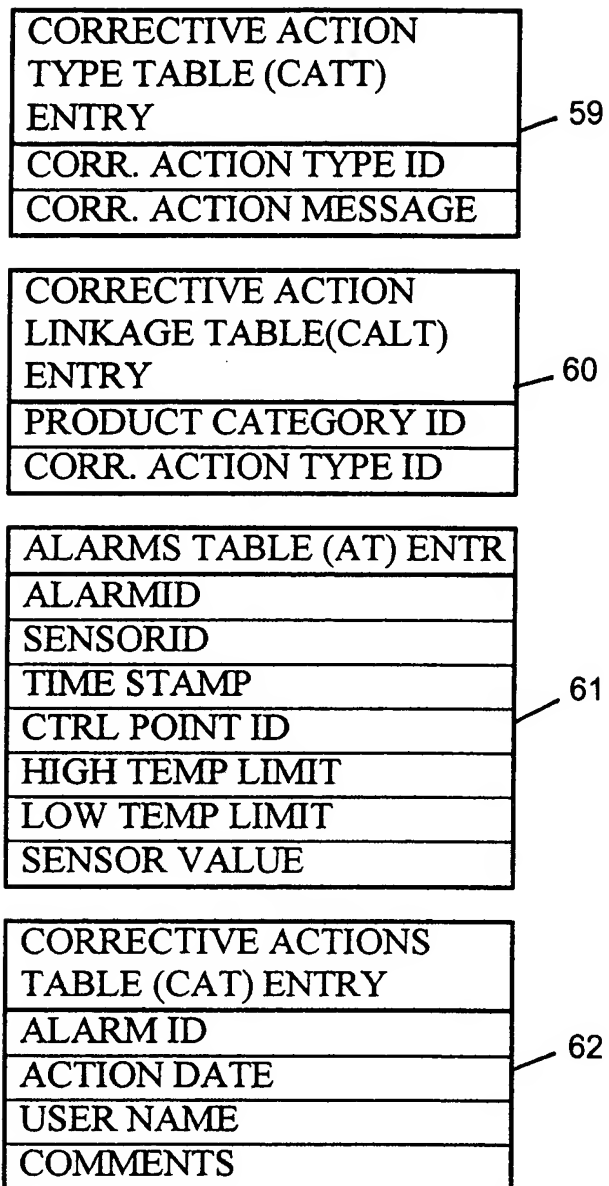 CORRECTIVE ACTION
TYPE TABLE (CATT)
ENTRY
59
CORR. ACTION TYPE ID
CORR. ACTION MESSAGE
CORRECTIVE ACTION
LINKAGE TABLE(CALT)
ENTRY
60
PRODUCT CATEGORY ID
CORR. ACTION TYPE ID
ALARMS TABLE (AT) ENTR
ALARMID
SENSORID
TIME STAMP
61
CTRL POINT ID
HIGH TEMP LIMIT
LOW TEMP LIMIT
SENSOR VALUE
CORRECTIVE ACTIONS
TABLE (CAT) ENTRY
ALARM ID
62
ACTION DATE
USER NAME
COMMENTS